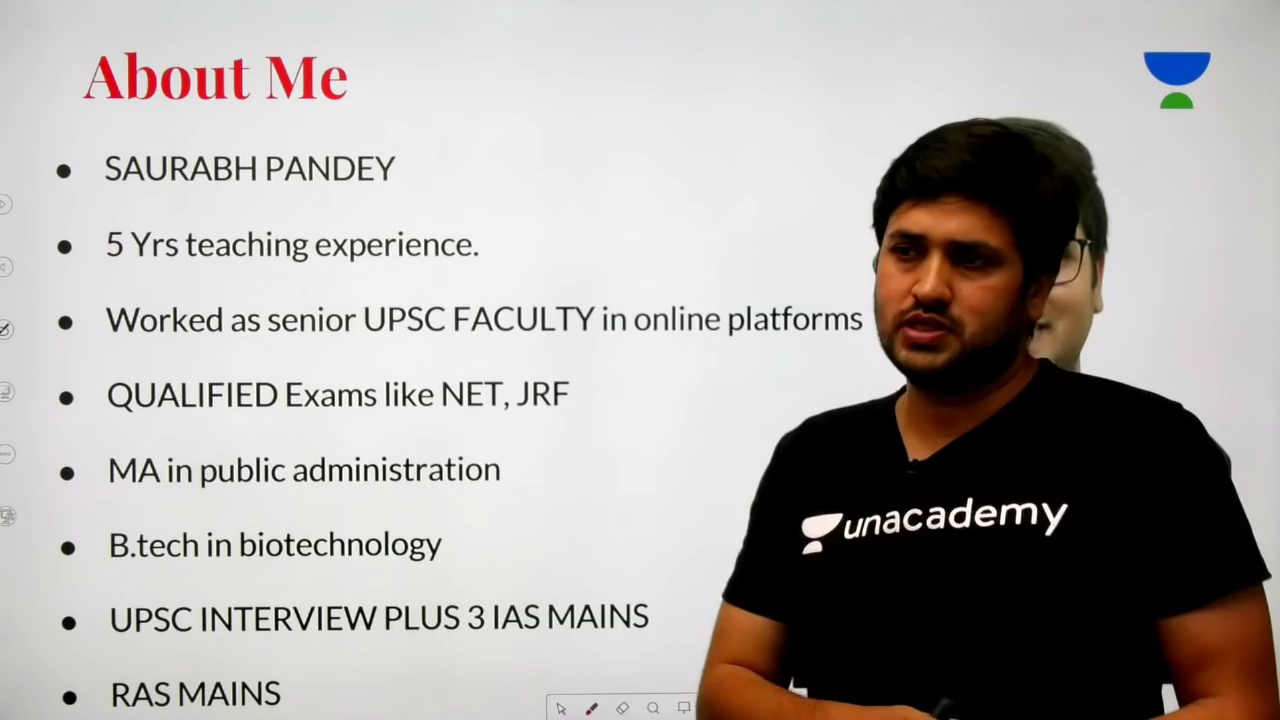 About Me
SAURABH PANDEY
5 Yrs teaching experience.
Worked as senior UPSC FACULTY in online platforms
QUALIFIED Exams like NET, JRF
MA in public administration
B.tech in biotechnology
UPSC INTERVIEW PLUS 3 IAS MAINS
RAS MAINS
unacademy